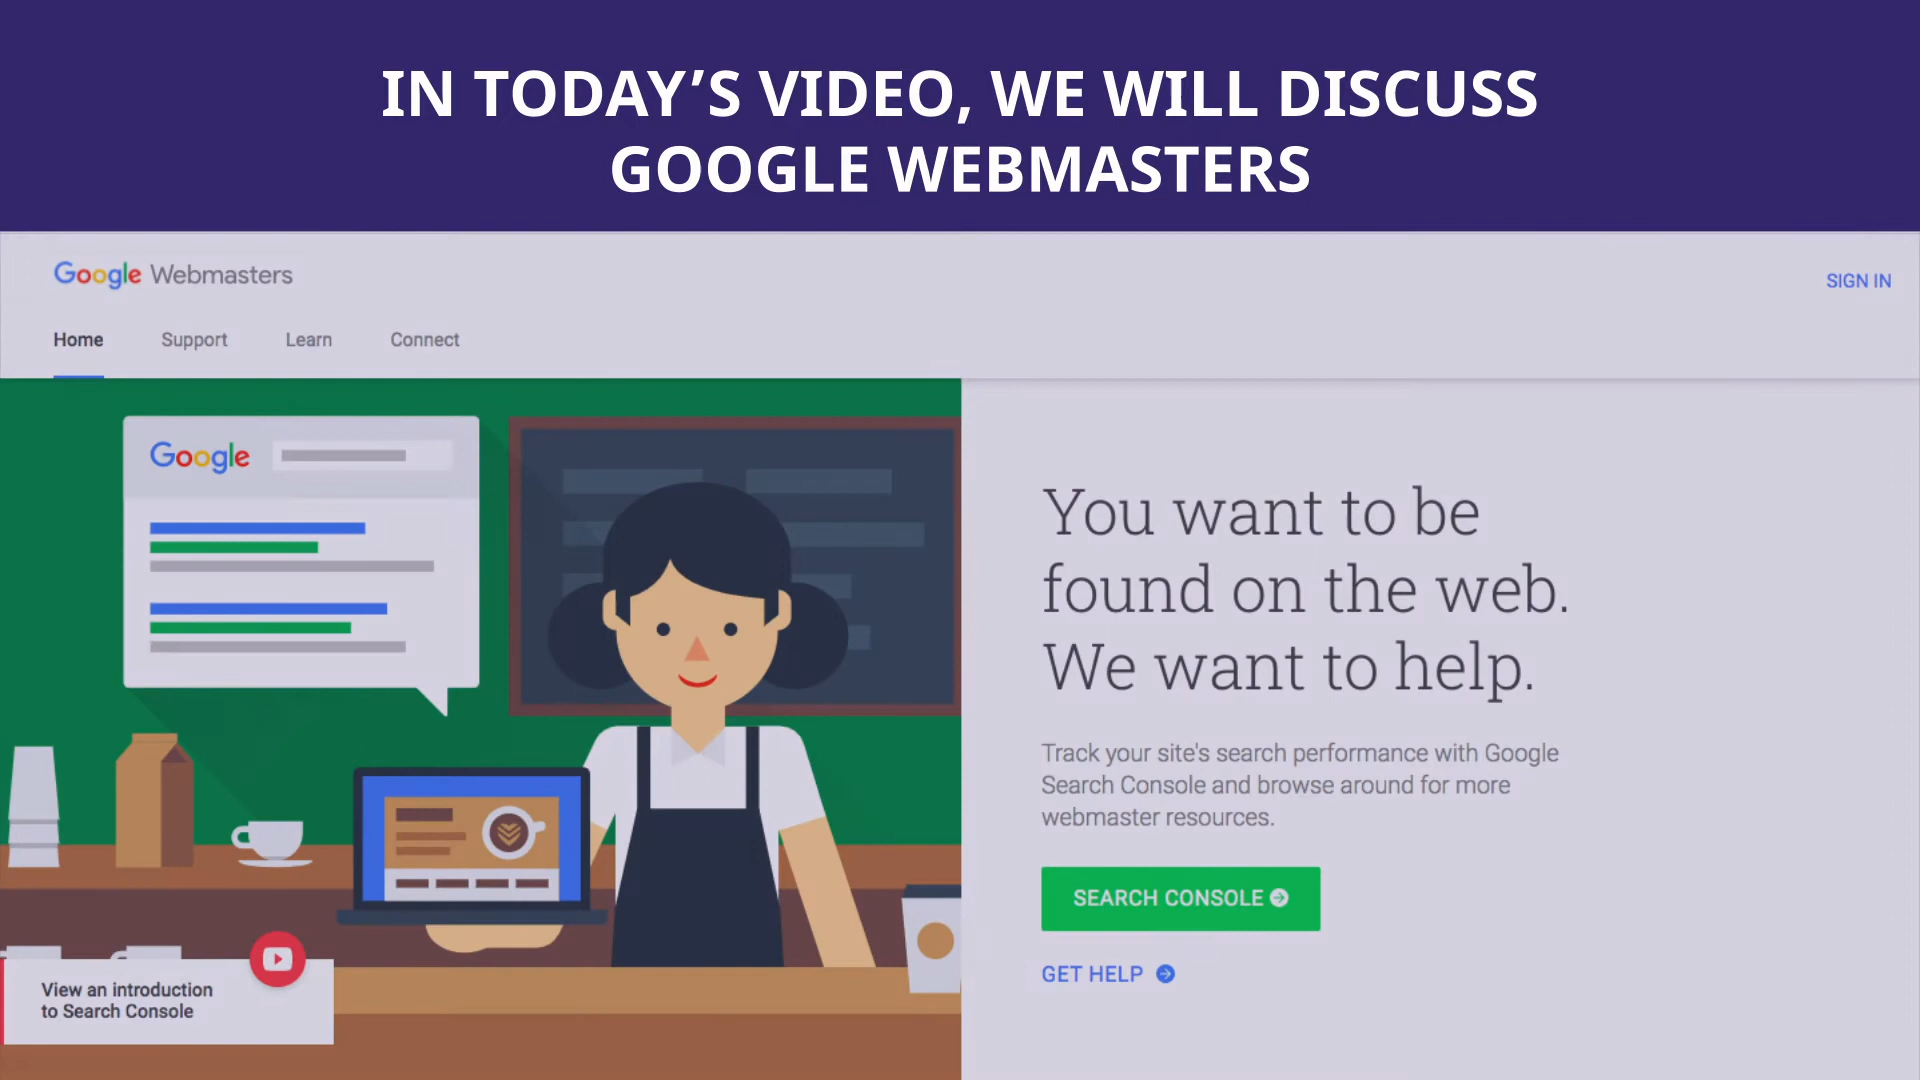 IN TODAY’S VIDEO, WE WILL DISCUSS
GOOGLE WEBMASTERS
Google Webmasters
SIGN IN
Home Support Learn Connect
Google
You want to be
found on the web.
We want to help.
Track your site's search performance with Google
Search Console and browse around for more
webmaster resources.
SEARCH CONSOLE
GET HELP
View an introduction
to Search Console